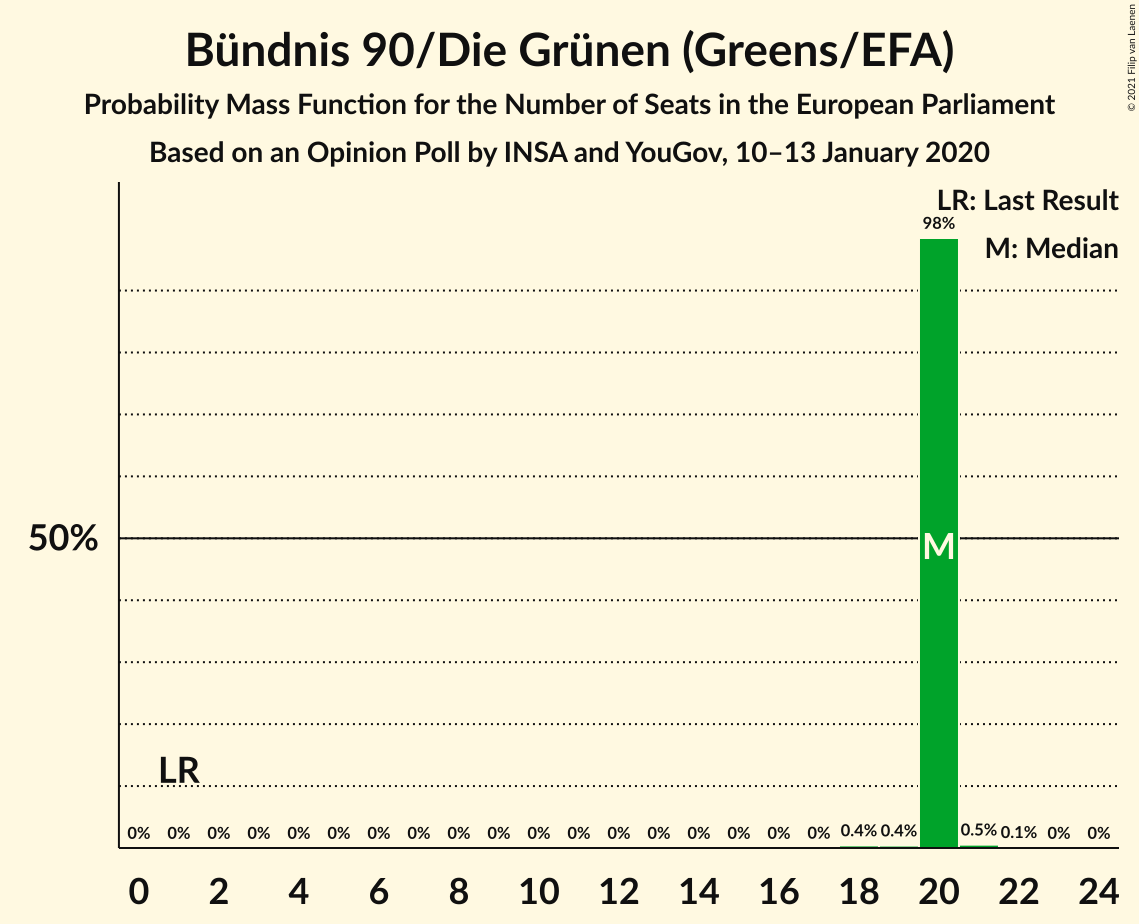 Bündnis 90/Die Grünen (Greens/EFA)
Probability Mass Function for the Number of Seats in the European Parliament
Based on an Opinion Poll by INSA and YouGov, 10–13 January 2020
© 2021 Filip van Laenen
LR: Last Result
98%
M: Median
50%
M
LR
0% 0% 0% 0% 0% 0% 0% 0% 0% 0% 0% 0% 0% 0% 0% 0% 0% 0% 0.4% 0.4% 0.5% 0.1% 0% 0%
0 2 4 6 8 10 12 14 16 18 20 22 24